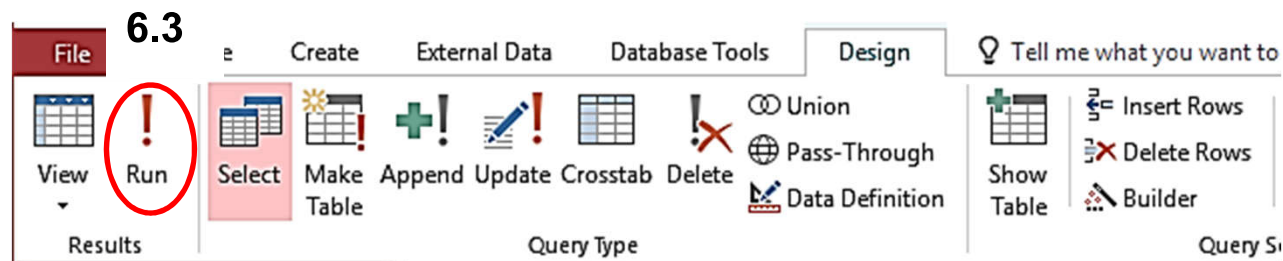 6.3
File e Create External Data Database Tools Design Tell me what you want to
View Run Select Make Table Append Update Crosstab Delete Union Pass-Through Data Definition Show Table Insert Rows Delete Rows Builder
Results Query Type Query Se